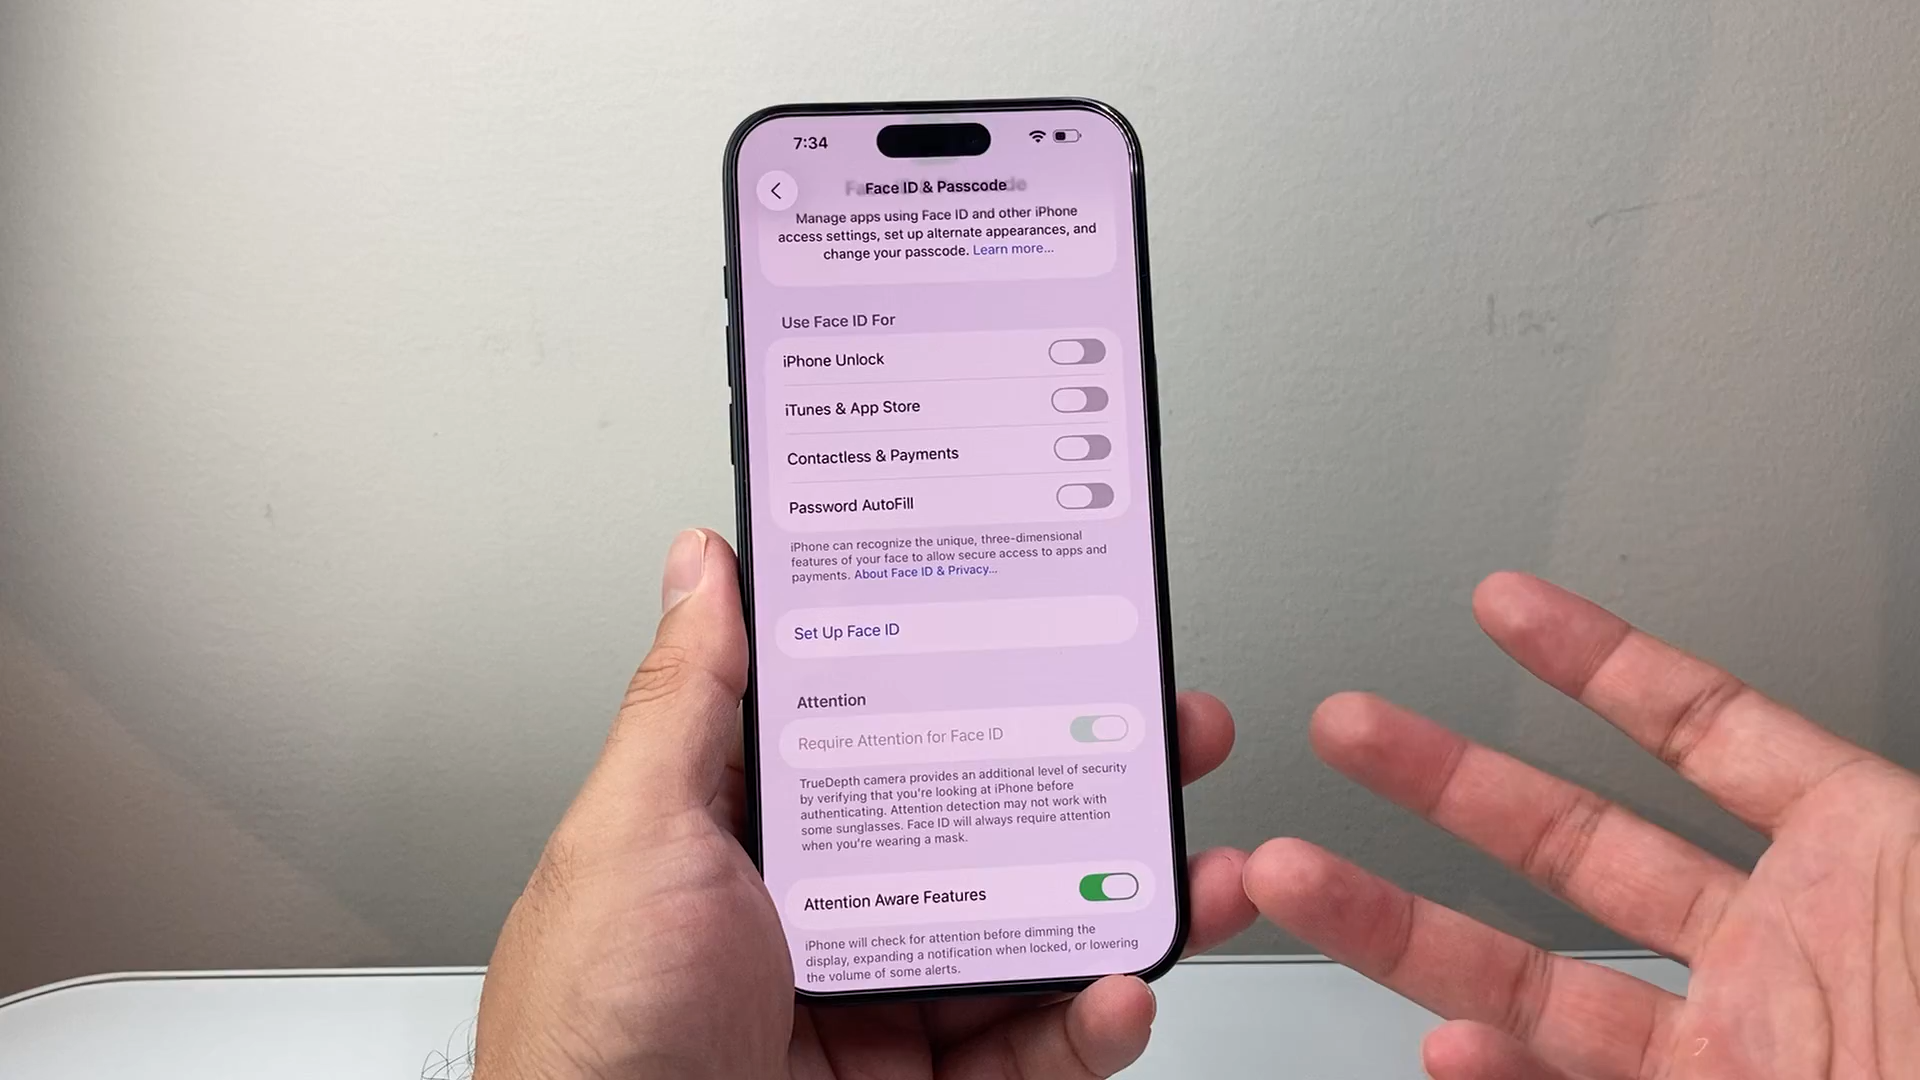 7:34
Face ID & Passcode
Manage apps using Face ID and other iPhone
access settings, set up alternate appearances, and
change your passcode. Learn more...
Use Face ID For
iPhone Unlock
iTunes & App Store
Contactless & Payments
Password AutoFill
iPhone can recognize the unique, three-dimensional
features of your face to allow secure access to apps and
payments. About Face ID & Privacy...
Set Up Face ID
Attention
Require Attention for Face ID
TrueDepth camera provides an additional level of security
by verifying that you're looking at iPhone before
authenticating. Attention detection may not work with
some sunglasses. Face ID will always require attention
when you're wearing a mask.
Attention Aware Features
iPhone will check for attention before dimming the
display, expanding a notification when locked, or lowering
the volume of some alerts.